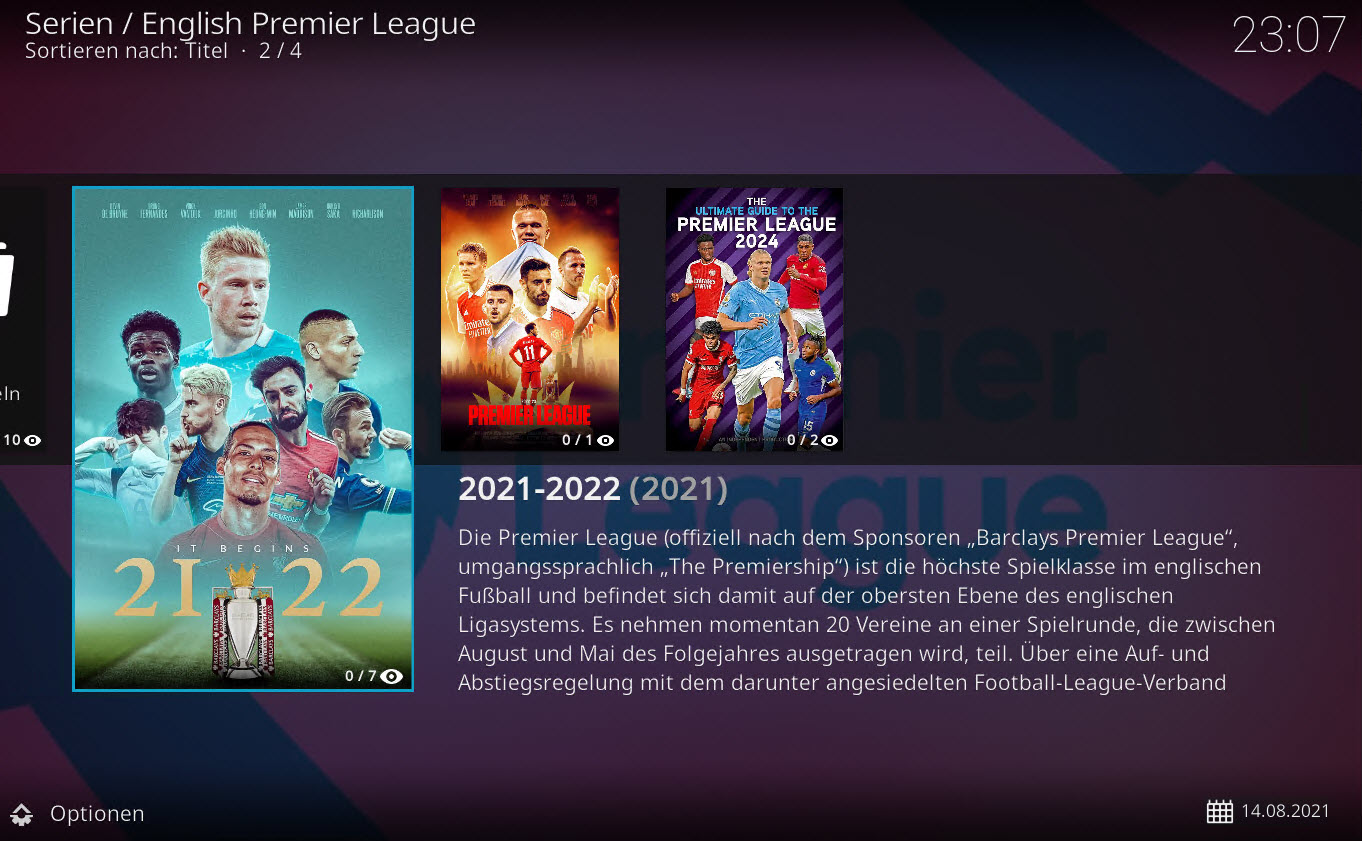 Serien / English Premier League
Sortieren nach: Titel · 2 / 4
23:07
eln
10
DE BRUYNE FERNANDES VAN DIJK JORGINHO HEUNG-MIN MADDISON SAKA RICHARLISON
IT BEGINS
21 22
0 / 7
11
PREMIER LEAGUE
0 / 1
THE
ULTIMATE GUIDE TO THE
PREMIER LEAGUE
2024
0 / 2
Premier
League
2021-2022 (2021)
Die Premier League (offiziell nach dem Sponsoren „Barclays Premier League“,
umgangssprachlich „The Premiership“) ist die höchste Spielklasse im englischen
Fußball und befindet sich damit auf der obersten Ebene des englischen
Ligasystems. Es nehmen momentan 20 Vereine an einer Spielrunde, die zwischen
August und Mai des Folgejahres ausgetragen wird, teil. Über eine Auf- und
Abstiegsregelung mit dem darunter angesiedelten Football-League-Verband
Optionen
14.08.2021